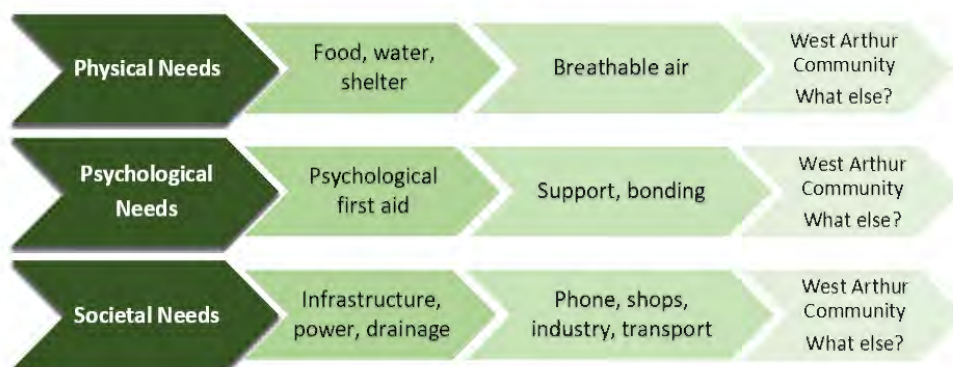 Physical Needs
Food, water,
shelter
Breathable air
West Arthur
Community
What else?
Psychological
Needs
Psychological
first aid
Support, bonding
West Arthur
Community
What else?
Societal Needs
Infrastructure,
power, drainage
Phone, shops,
industry, transport
West Arthur
Community
What else?